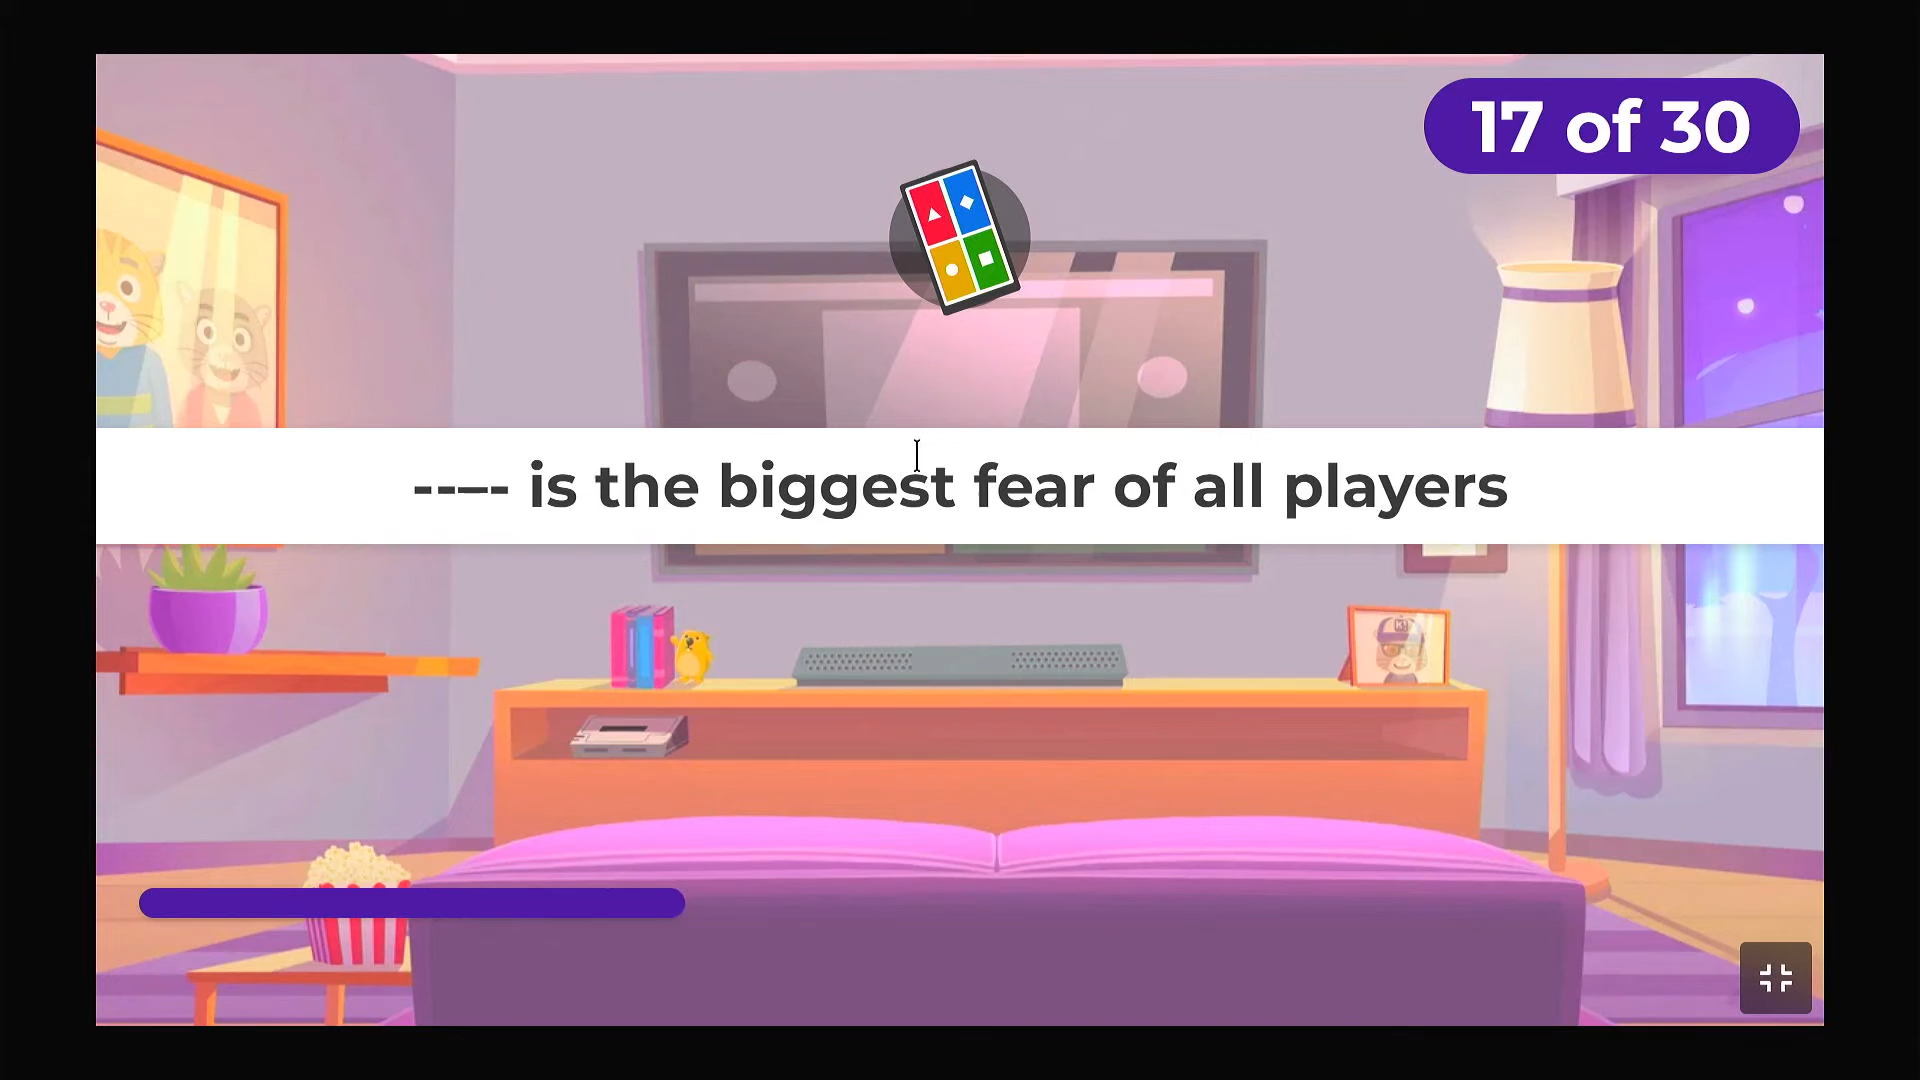 17 of 30
K!
--–- is the biggest fear of all players